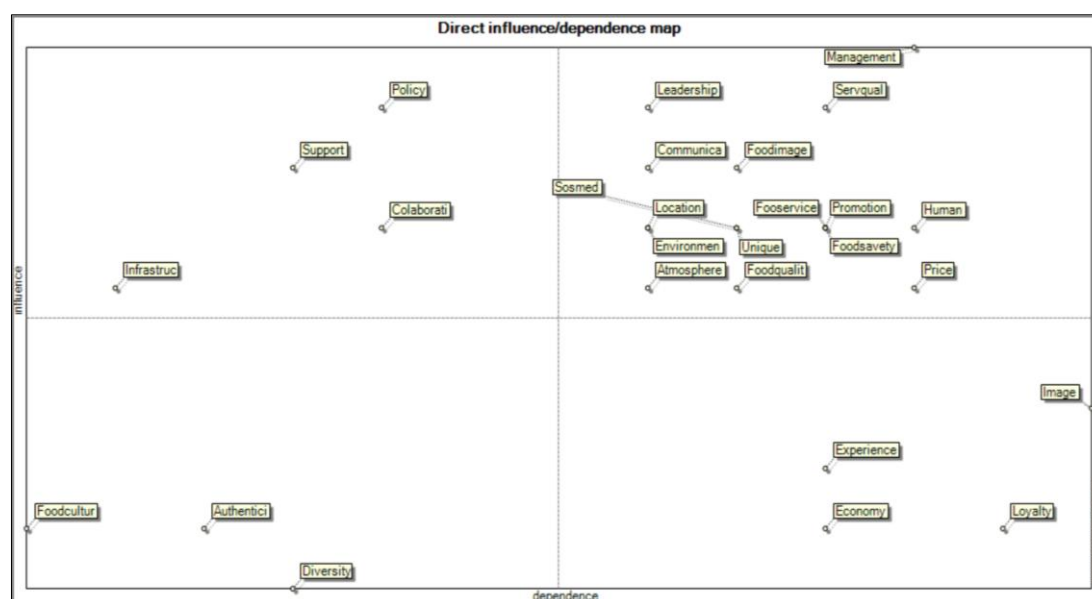 Direct influence/dependence map
Management
Policy
Leadership
Servqual
Support
Communica
Foodimage
Sosmed
Colaborati
Location
Fooservice
Promotion
Human
Environmen
Unique
Foodsavety
Infrastruc
Atmosphere
Foodqualit
Price
influence
Image
Experience
Foodcultur
Authentici
Economy
Loyalty
Diversity
dependence